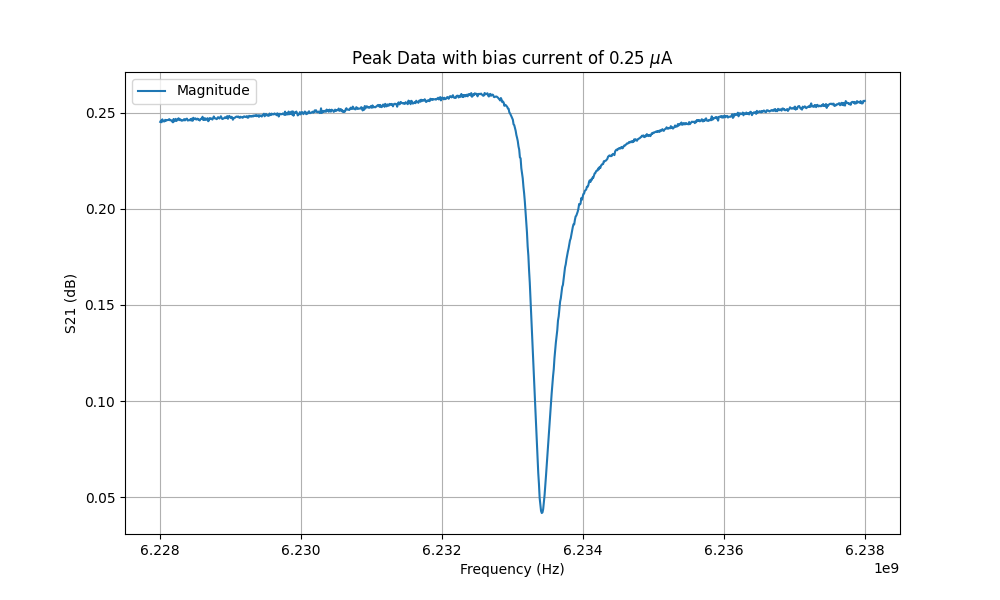 Peak Data with bias current of 0.25 μA
Magnitude
S21 (dB)
0.25
0.20
0.15
0.10
0.05
6.228 6.230 6.232 6.234 6.236 6.238
1e9
Frequency (Hz)